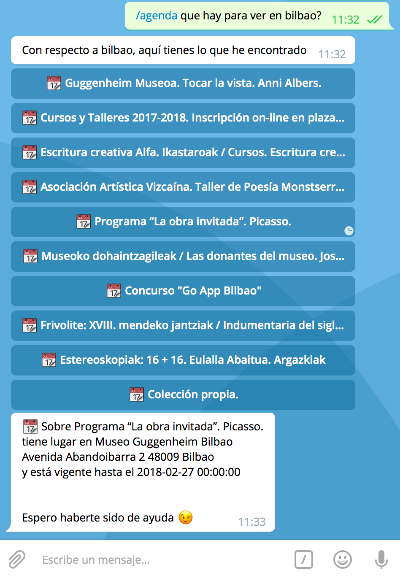 /agenda que hay para ver en bilbao? 11:32
Con respecto a bilbao, aquí tienes lo que he encontrado 11:32
Guggenheim Museoa. Tocar la vista. Anni Albers.
Cursos y Talleres 2017-2018. Inscripción on-line en plaza...
Escritura creativa Alfa. Ikastaroak / Cursos. Escritura cre...
Asociación Artística Vizcaína. Taller de Poesía Monstserr...
Programa “La obra invitada”. Picasso.
Museoko dohaintzagileak / Las donantes del museo. Jos...
Concurso "Go App Bilbao"
Frivolite: XVIII. mendeko jantziak / Indumentaria del sigl...
Estereoskopiak: 16 + 16. Eulalia Abaitua. Argazkiak
Colección propia.
Sobre Programa “La obra invitada”. Picasso.
tiene lugar en Museo Guggenheim Bilbao
Avenida Abandoibarra 2 48009 Bilbao
y está vigente hasta el 2018-02-27 00:00:00
Espero haberte sido de ayuda 😉 11:33
Escribe un mensaje...